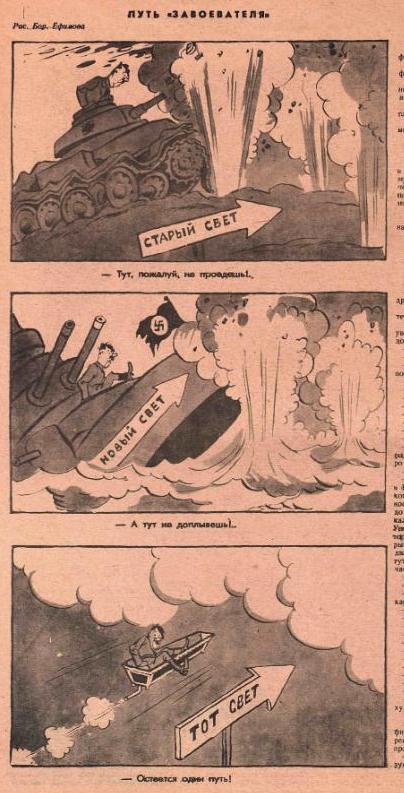 ПУТЬ «ЗАВОЕВАТЕЛЯ»
Рис. Бор. Ефимова
СТАРЫЙ СВЕТ
— Тут, пожалуй, не проедешь!..
НОВЫЙ СВЕТ
— А тут не доплывешь!..
ТОТ СВЕТ
— Остается один путь!